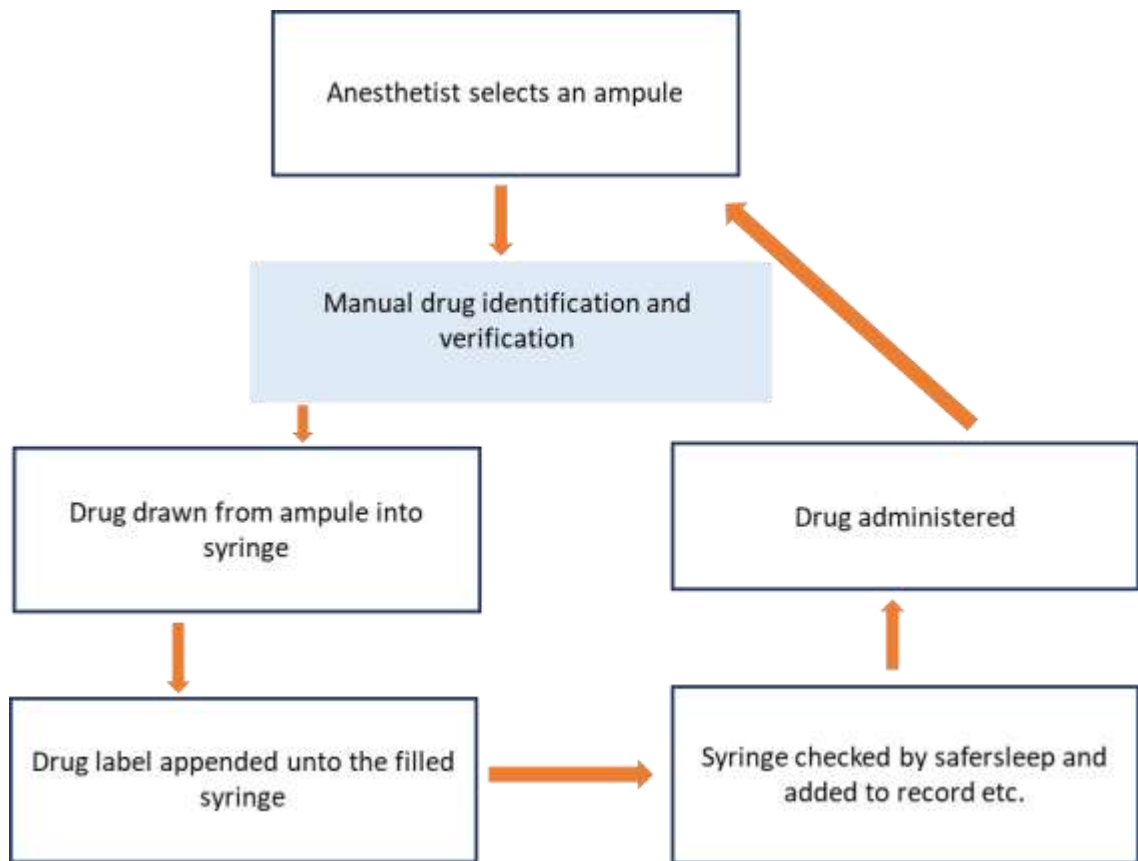 Anesthetist selects an ampule
Manual drug identification and
verification
Drug drawn from ampule into
syringe
Drug label appended unto the filled
syringe
Syringe checked by safersleep and
added to record etc.
Drug administered